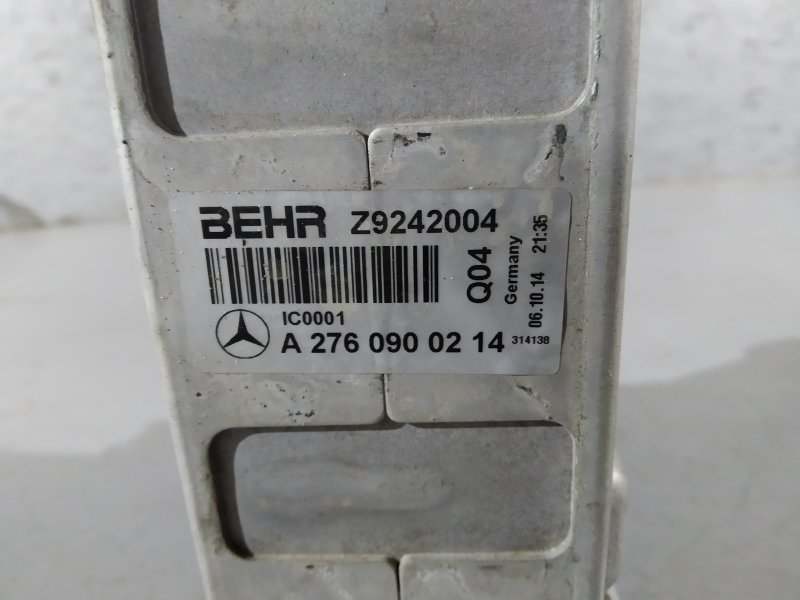 BEHR Z9242004
Q04
Germany
06.10.14 21:35
IC0001
A 276 090 02 14 314138